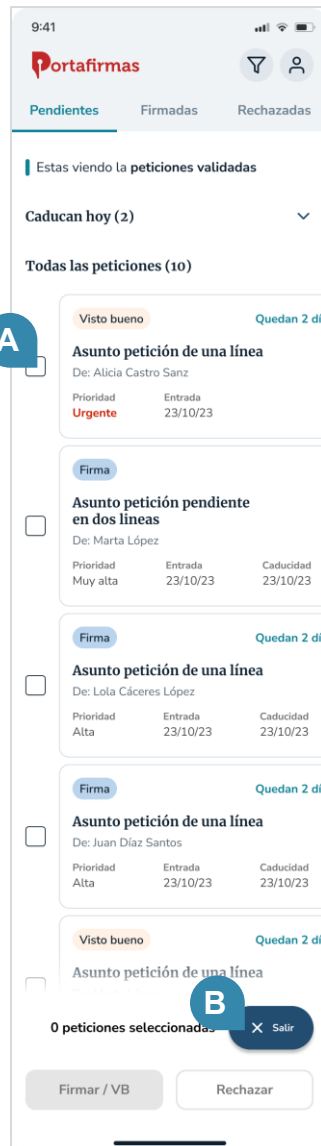 9:41
Portafirmas
Pendientes Firmadas Rechazadas
Estas viendo la peticiones validadas
Caducan hoy (2)
Todas las peticiones (10)
A
Visto bueno Quedan 2 dí
Asunto petición de una línea
De: Alicia Castro Sanz
Prioridad Entrada
Urgente 23/10/23
Firma
Asunto petición pendiente
en dos lineas
De: Marta López
Prioridad Entrada Caducidad
Muy alta 23/10/23 23/10/23
Firma Quedan 2 dí
Asunto petición de una línea
De: Lola Cáceres López
Prioridad Entrada Caducidad
Alta 23/10/23 23/10/23
Firma Quedan 2 dí
Asunto petición de una línea
De: Juan Díaz Santos
Prioridad Entrada Caducidad
Alta 23/10/23 23/10/23
Visto bueno Quedan 2 dí
Asunto petición de una línea
B
0 peticiones seleccionadas
Salir
Firmar / VB Rechazar